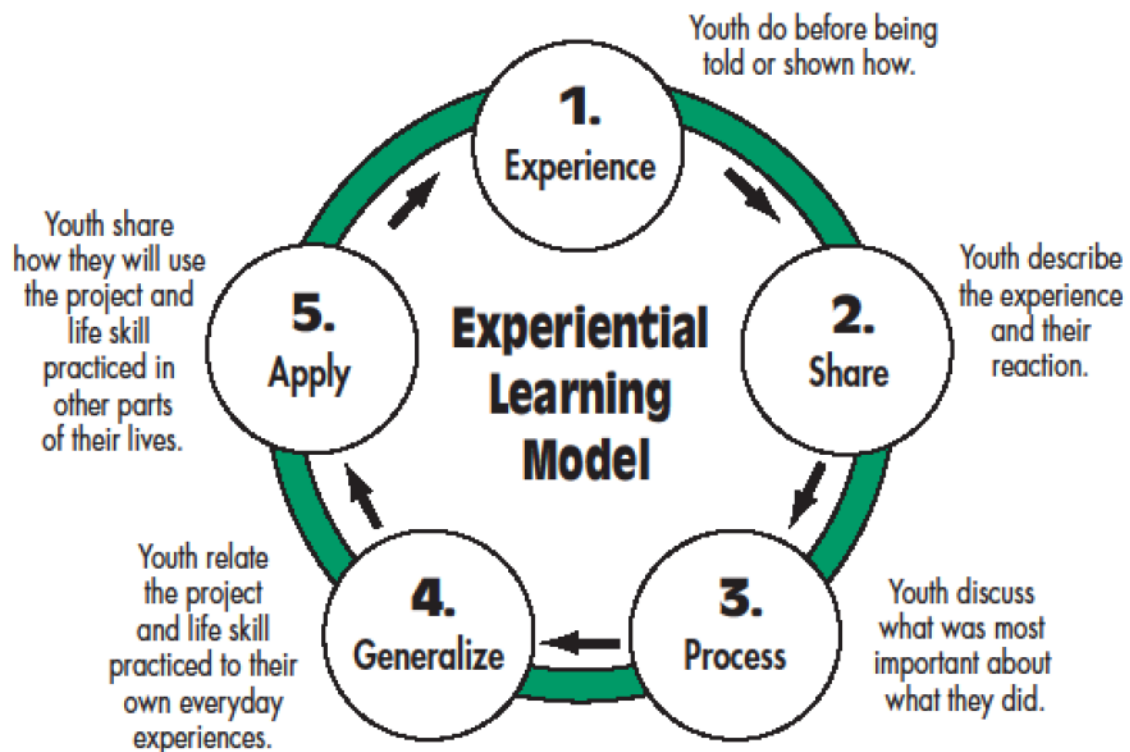 Youth do before being
told or shown how.
1.
Experience
Youth describe
the experience
and their
reaction.
2.
Share
Youth discuss
what was most
important about
what they did.
3.
Process
Youth relate
the project
and life skill
practiced to their
own everyday
experiences.
4.
Generalize
Youth share
how they will use
the project and
life skill
practiced in
other parts
of their lives.
5.
Apply
Experiential
Learning
Model